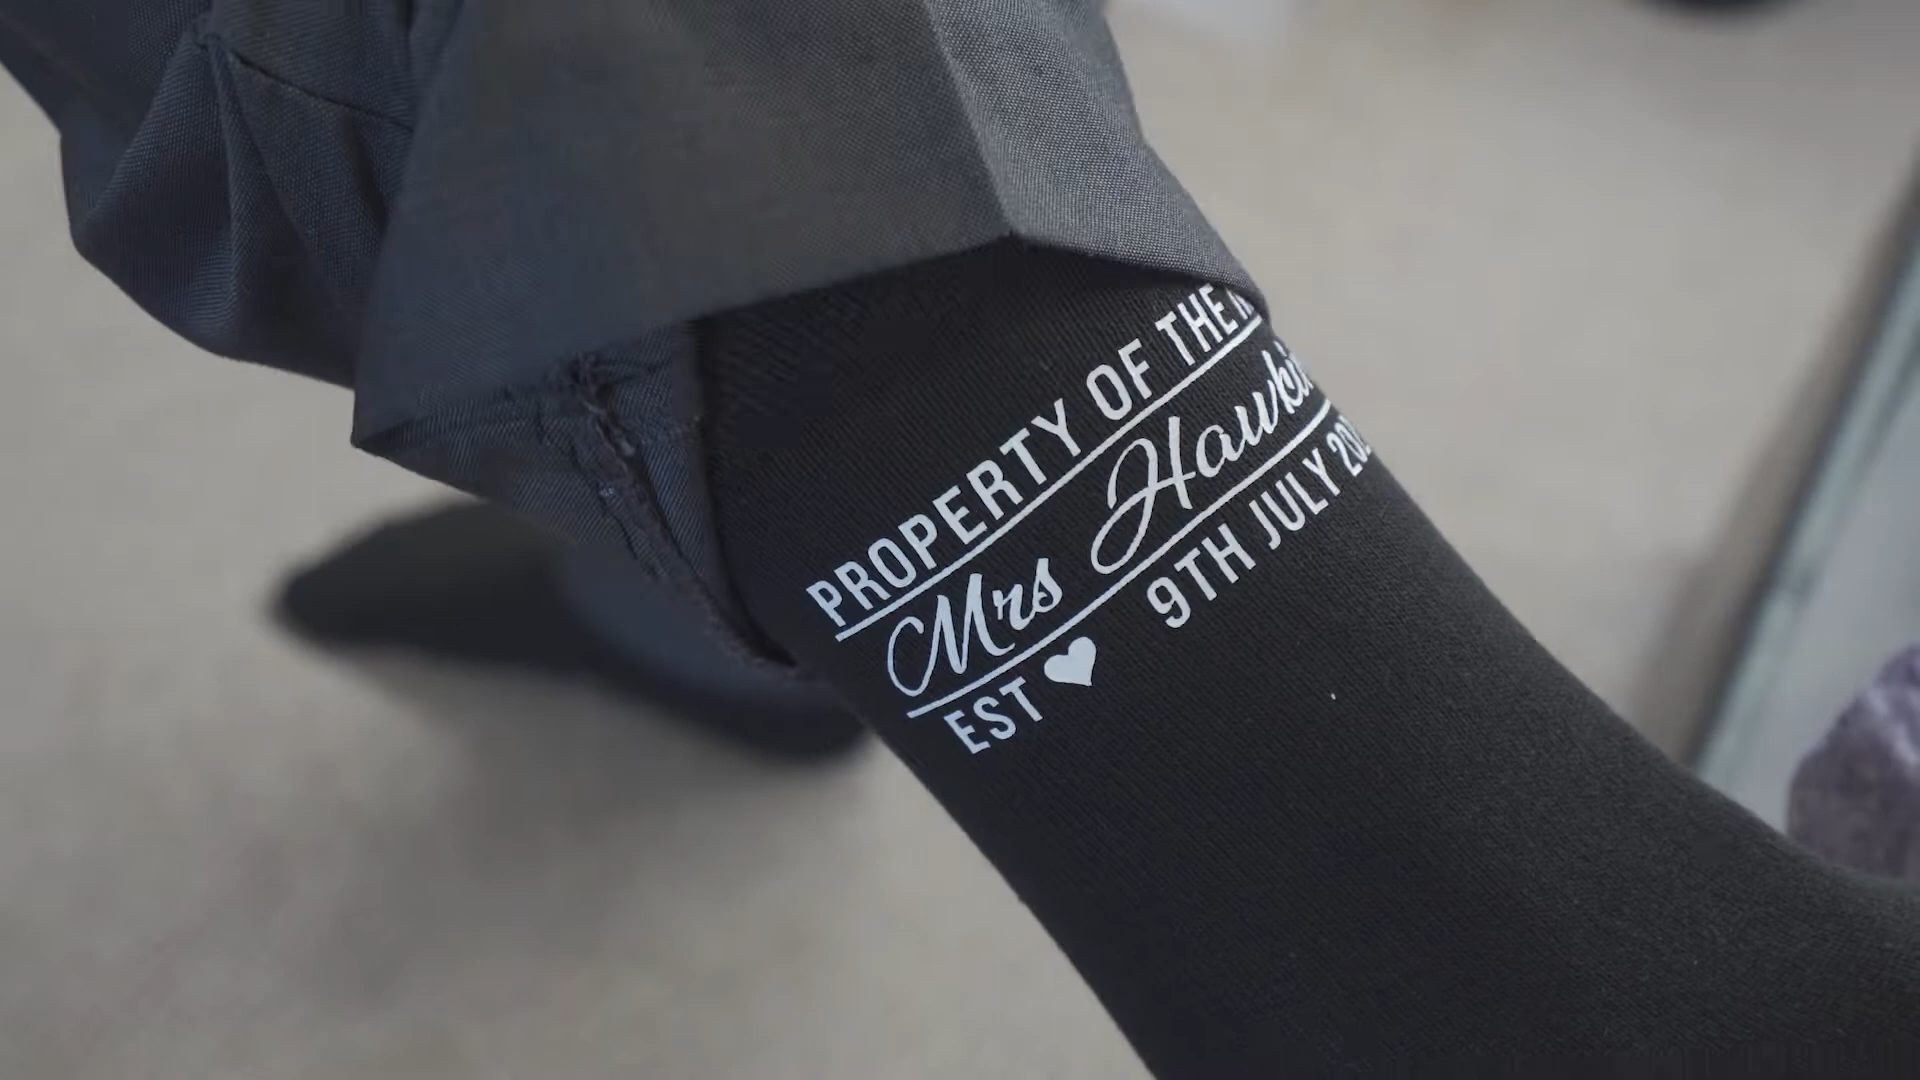 PROPERTY OF THE
Mrs
EST ♥ 9TH JULY